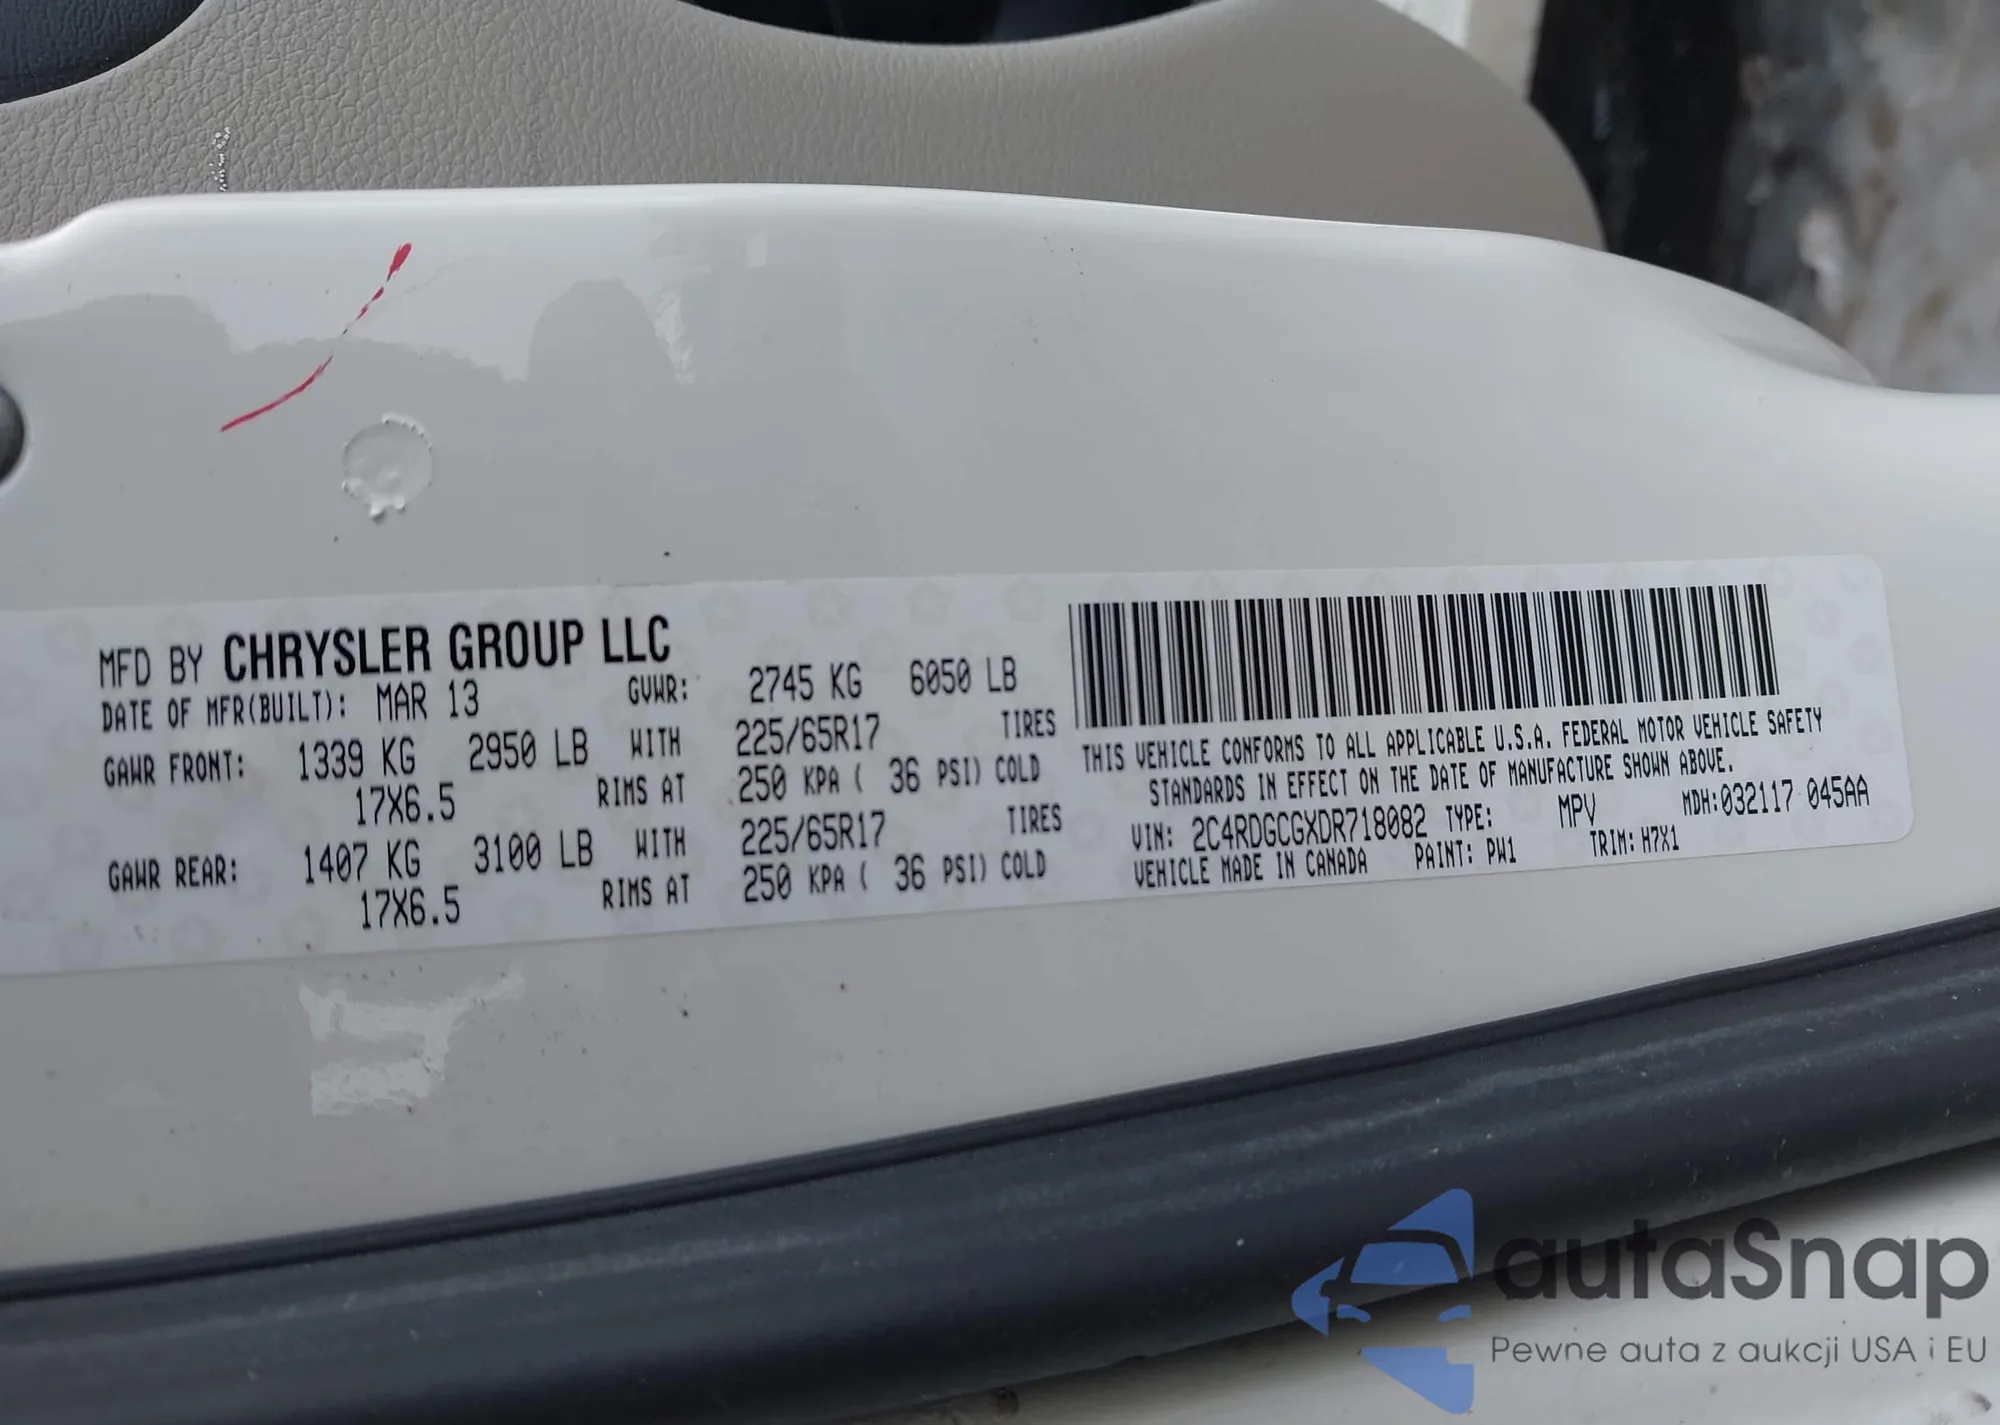 MFD BY CHRYSLER GROUP LLC
DATE OF MFR(BUILT): MAR 13 GVWR: 2745 KG 6050 LB
GAWR FRONT: 1339 KG 2950 LB WITH 225/65R17 TIRES
17X6.5 RIMS AT 250 KPA ( 36 PSI) COLD
GAWR REAR: 1407 KG 3100 LB WITH 225/65R17 TIRES
17X6.5 RIMS AT 250 KPA ( 36 PSI) COLD
THIS VEHICLE CONFORMS TO ALL APPLICABLE U.S.A. FEDERAL MOTOR VEHICLE SAFETY
STANDARDS IN EFFECT ON THE DATE OF MANUFACTURE SHOWN ABOVE.
VIN: 2C4RDGCGXDR718082 TYPE: MPV MDH:032117 045AA
VEHICLE MADE IN CANADA PAINT: PW1 TRIM: H7X1
autaSnap
Pewne auta z aukcji USA i EU